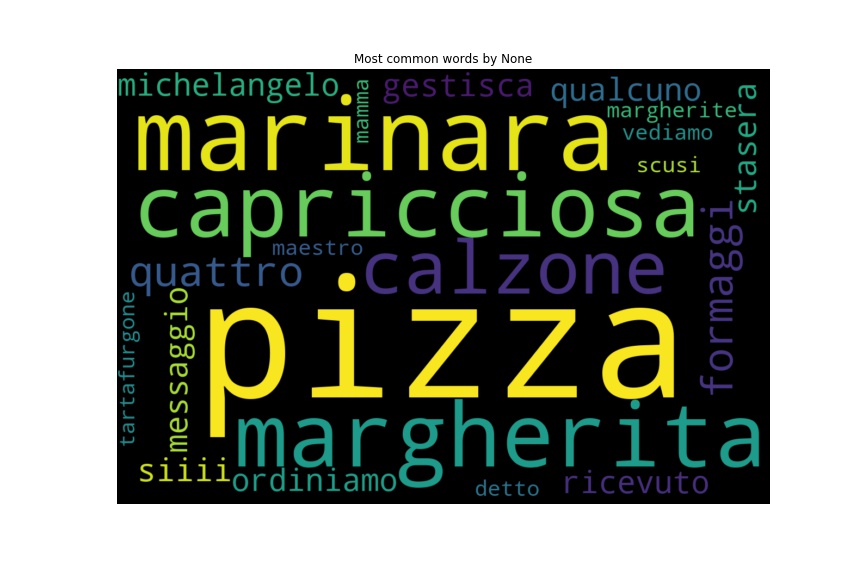 Most common words by None
michelangelo
mamma
gestisca
qualcuno
margherite
stasera
marinara
vediamo
scusi
capricciosa
formaggi
maestro
quattro
calzone
tartafurgone
messaggio
pizza
margherita
siiii
ordiniamo
detto
ricevuto